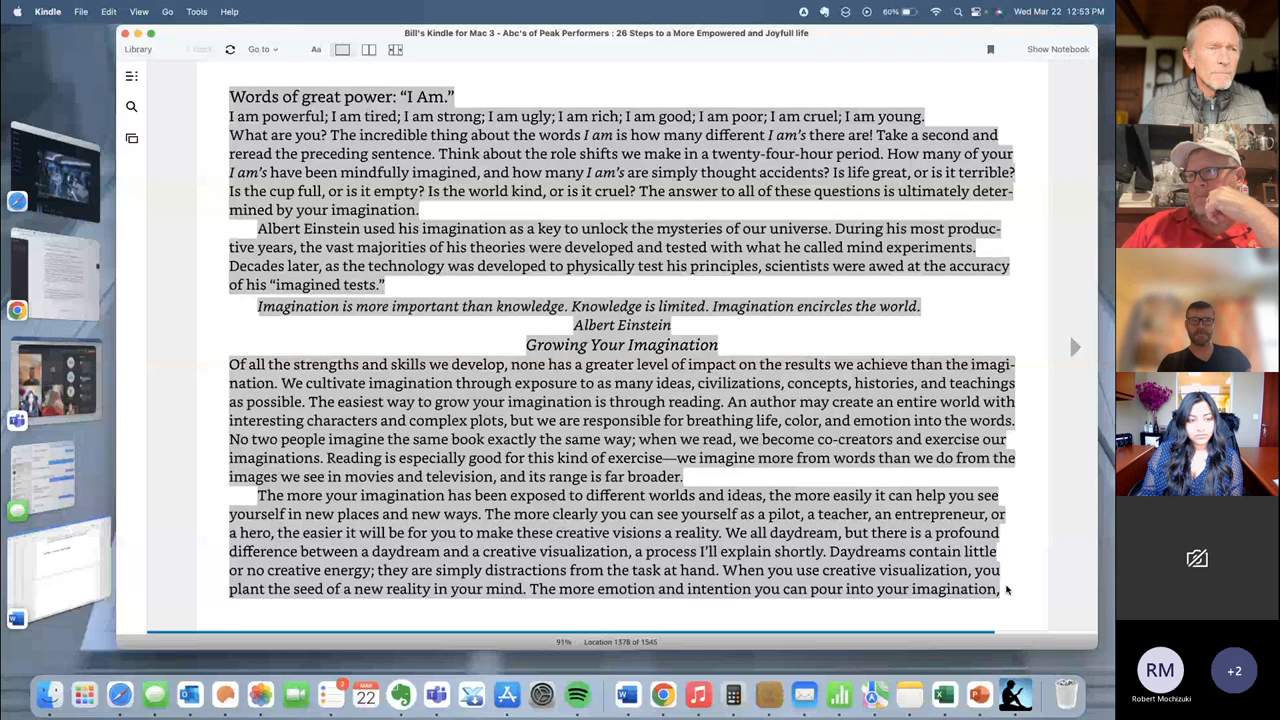 Kindle File Edit View Go Tools Help 60% Wed Mar 22 12:53 PM
Bill's Kindle for Mac 3 - Abc's of Peak Performers : 26 Steps to a More Empowered and Joyfull life
Library Go to Aa Show Notebook
Words of great power: “I Am.”
I am powerful; I am tired; I am strong; I am ugly; I am rich; I am good; I am poor; I am cruel; I am young.
What are you? The incredible thing about the words I am is how many different I am’s there are! Take a second and
reread the preceding sentence. Think about the role shifts we make in a twenty-four-hour period. How many of your
I am’s have been mindfully imagined, and how many I am’s are simply thought accidents? Is life great, or is it terrible?
Is the cup full, or is it empty? Is the world kind, or is it cruel? The answer to all of these questions is ultimately deter-
mined by your imagination.
Albert Einstein used his imagination as a key to unlock the mysteries of our universe. During his most produc-
tive years, the vast majorities of his theories were developed and tested with what he called mind experiments.
Decades later, as the technology was developed to physically test his principles, scientists were awed at the accuracy
of his “imagined tests.”
Imagination is more important than knowledge. Knowledge is limited. Imagination encircles the world.
Albert Einstein
Growing Your Imagination
Of all the strengths and skills we develop, none has a greater level of impact on the results we achieve than the imagi-
nation. We cultivate imagination through exposure to as many ideas, civilizations, concepts, histories, and teachings
as possible. The easiest way to grow your imagination is through reading. An author may create an entire world with
interesting characters and complex plots, but we are responsible for breathing life, color, and emotion into the words.
No two people imagine the same book exactly the same way; when we read, we become co-creators and exercise our
imaginations. Reading is especially good for this kind of exercise—we imagine more from words than we do from the
images we see in movies and television, and its range is far broader.
The more your imagination has been exposed to different worlds and ideas, the more easily it can help you see
yourself in new places and new ways. The more clearly you can see yourself as a pilot, a teacher, an entrepreneur, or
a hero, the easier it will be for you to make these creative visions a reality. We all daydream, but there is a profound
difference between a daydream and a creative visualization, a process I’ll explain shortly. Daydreams contain little
or no creative energy; they are simply distractions from the task at hand. When you use creative visualization, you
plant the seed of a new reality in your mind. The more emotion and intention you can pour into your imagination,
91% Location 1378 of 1545
MAR
22
2
RM
Robert Mochizuki
+2